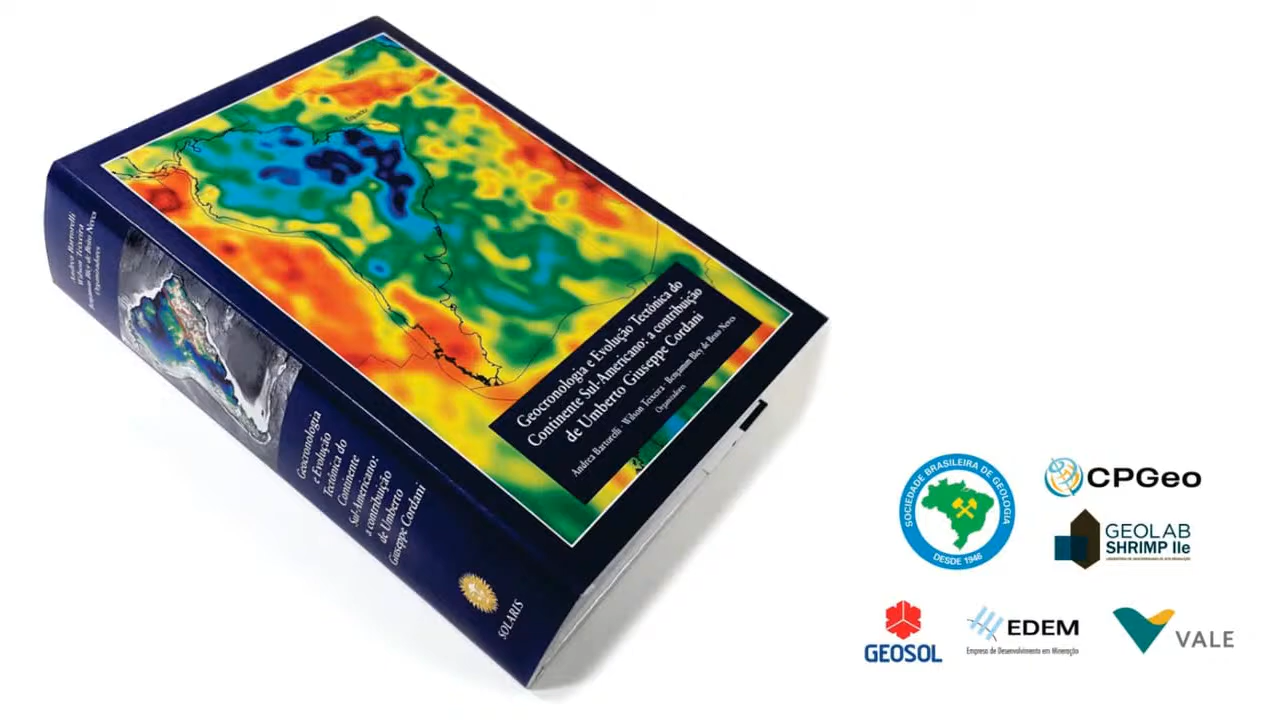 Geocronologia e Evolução Tectônica do
Continente Sul-Americano: a contribuição
de Umberto Giuseppe Cordani
Andrea Bartorelli · Wilson Teixeira · Benjamim Bley de Brito Neves
Organizadores
Andrea Bartorelli
Wilson Teixeira
Benjamim Bley de Brito Neves
Organizadores
Geocronologia
e Evolução
Tectônica do
Continente
Sul-Americano:
a contribuição
de Umberto
Giuseppe Cordani
SOLARIS
SOCIEDADE BRASILEIRA DE GEOLOGIA
DESDE 1946
CPGeo
GEOLAB
SHRIMP IIe
GEOSOL
EDEM
Empresa de Desenvolvimento em Mineração
VALE